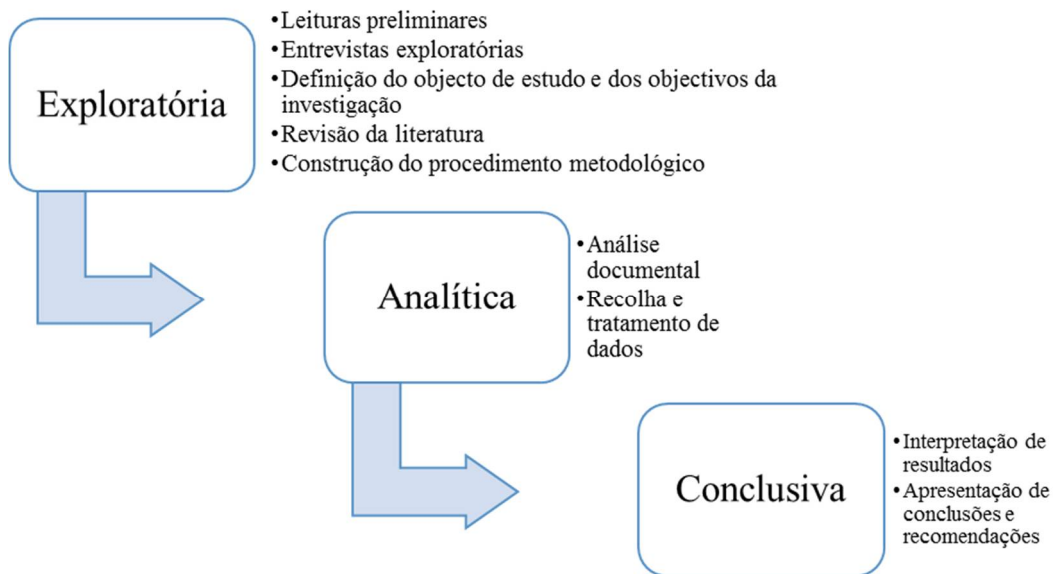 Exploratória
•Leituras preliminares
•Entrevistas exploratórias
•Definição do objecto de estudo e dos objectivos da
investigação
•Revisão da literatura
•Construção do procedimento metodológico
Analítica
•Análise
documental
•Recolha e
tratamento de
dados
Conclusiva
•Interpretação de
resultados
•Apresentação de
conclusões e
recomendações